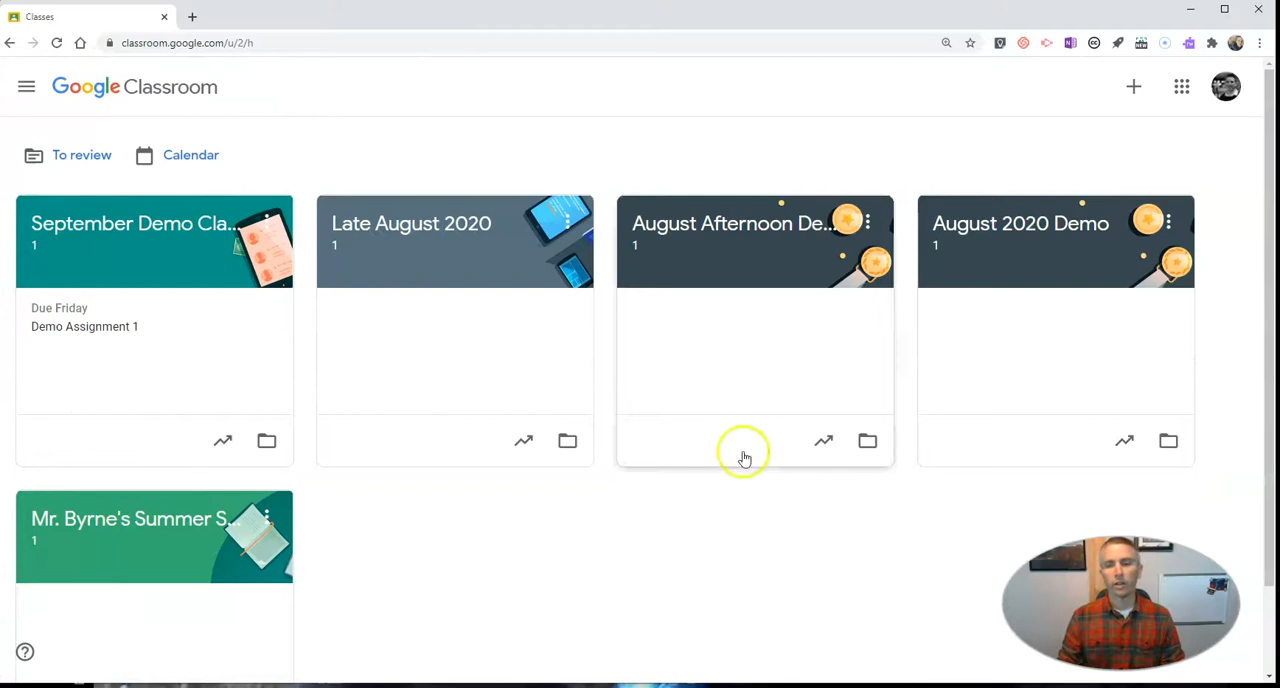 Classes
classroom.google.com/u/2/h
Google Classroom
To review
Calendar
September Demo Cla...
1
Due Friday
Demo Assignment 1
Late August 2020
1
August Afternoon De...
1
August 2020 Demo
1
Mr. Byrne's Summer S...
1